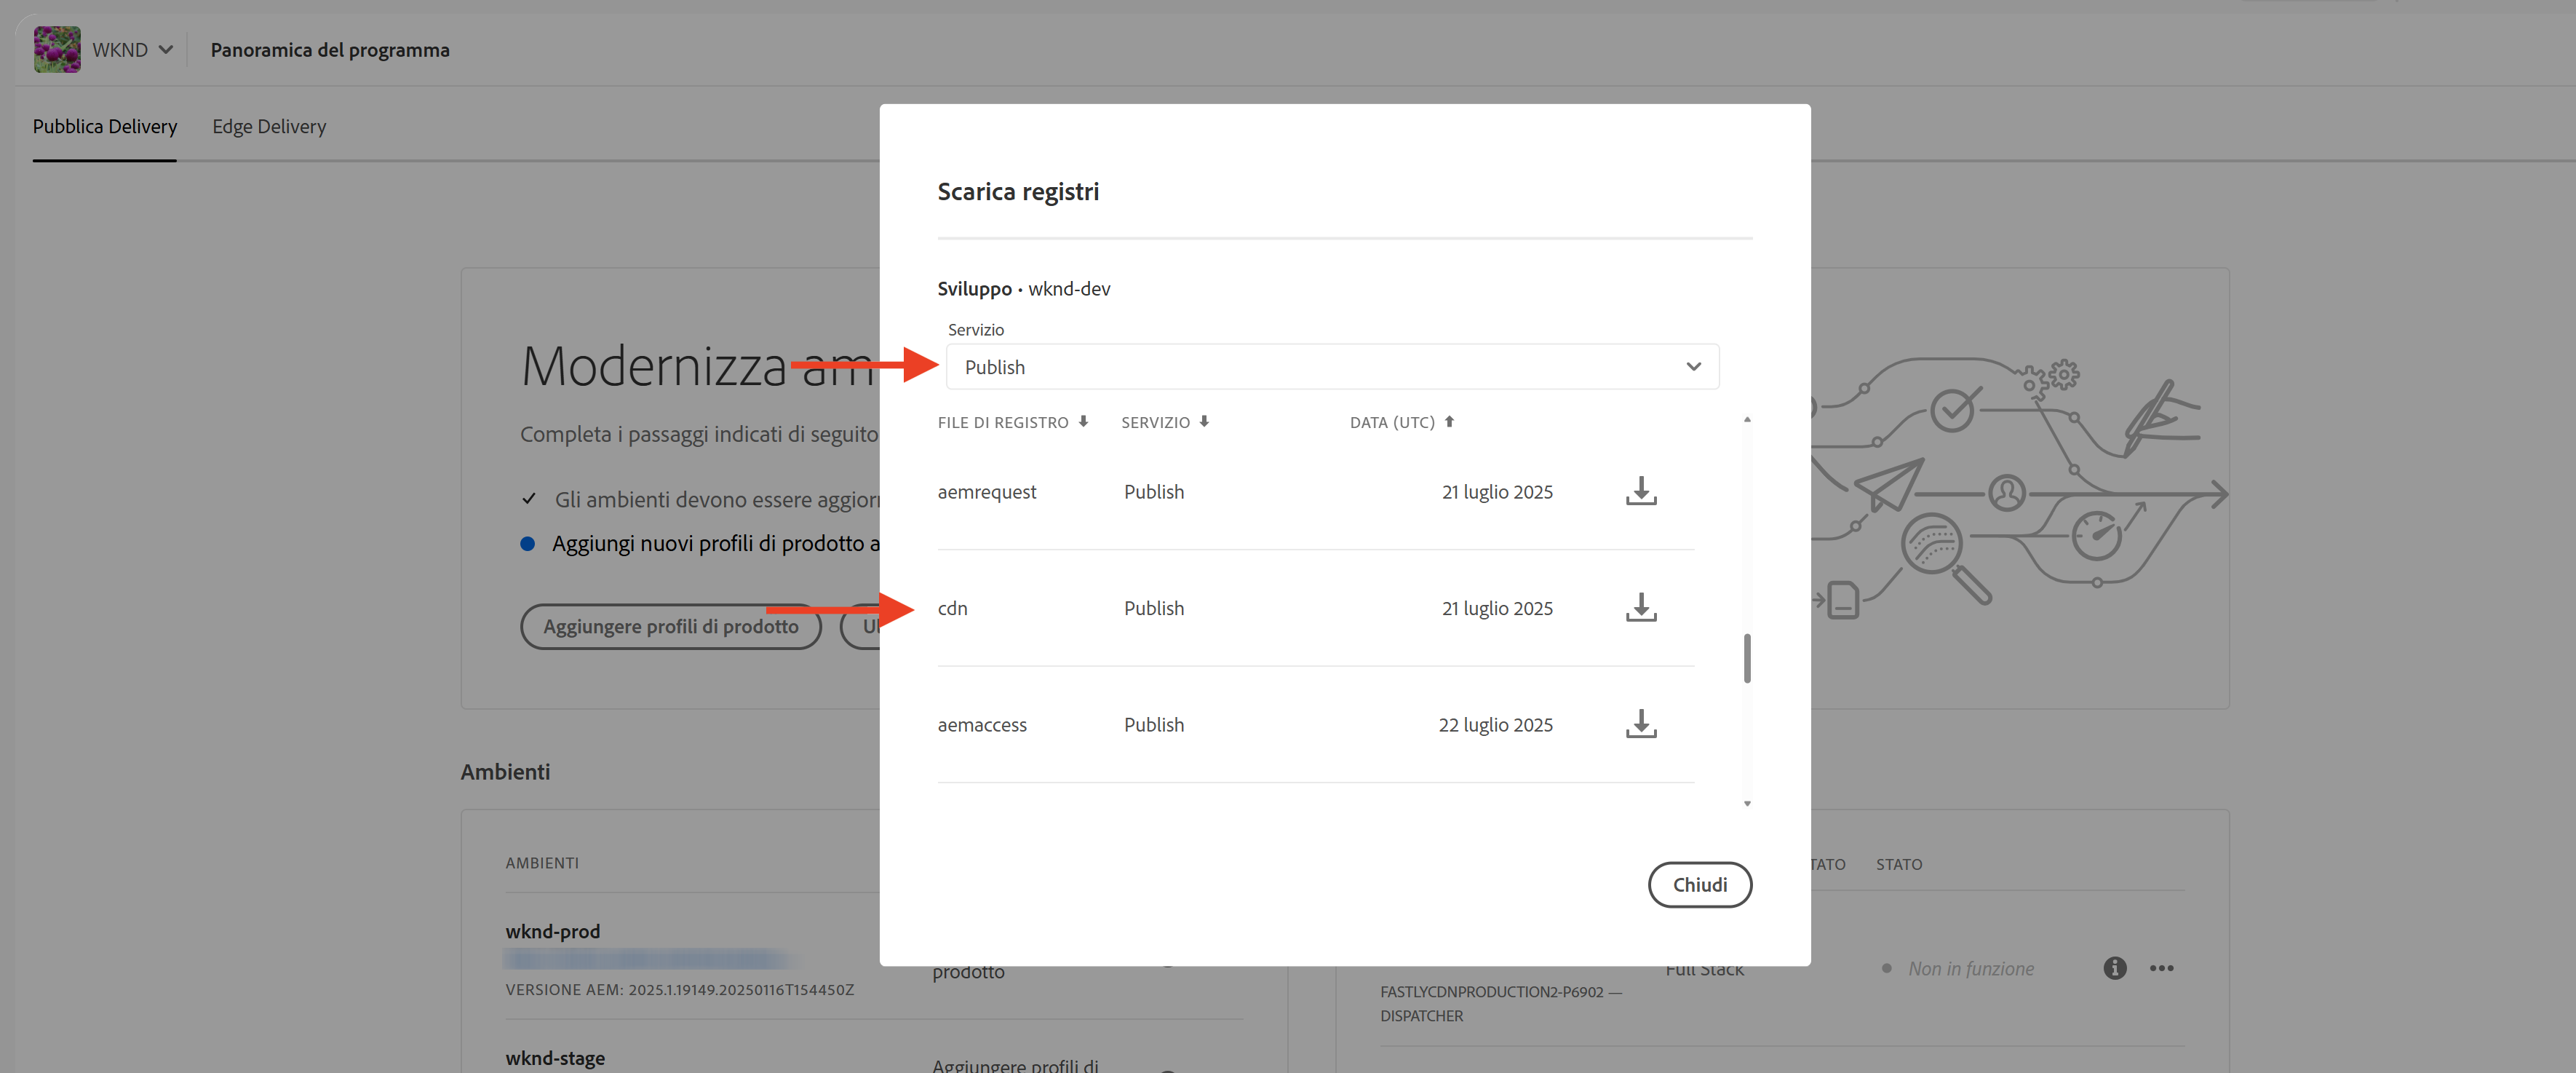 WKND
Panoramica del programma
Pubblica Delivery
Edge Delivery
Modernizza am
Completa i passaggi indicati di seguito
Gli ambienti devono essere aggior
Aggiungi nuovi profili di prodotto a
Aggiungere profili di prodotto
Scarica registri
Sviluppo • wknd-dev
Servizio
Publish
FILE DI REGISTRO
SERVIZIO
DATA (UTC)
aemrequest
Publish
21 luglio 2025
cdn
Publish
21 luglio 2025
aemaccess
Publish
22 luglio 2025
Chiudi
Ambienti
AMBIENTI
wknd-prod
VERSIONE AEM: 2025.1.19149.20250116T154450Z
prodotto
wknd-stage
Aggiungere profili di
TATO
STATO
Full Stack
Non in funzione
FASTLYCDNPRODUCTION2-P6902 —
DISPATCHER